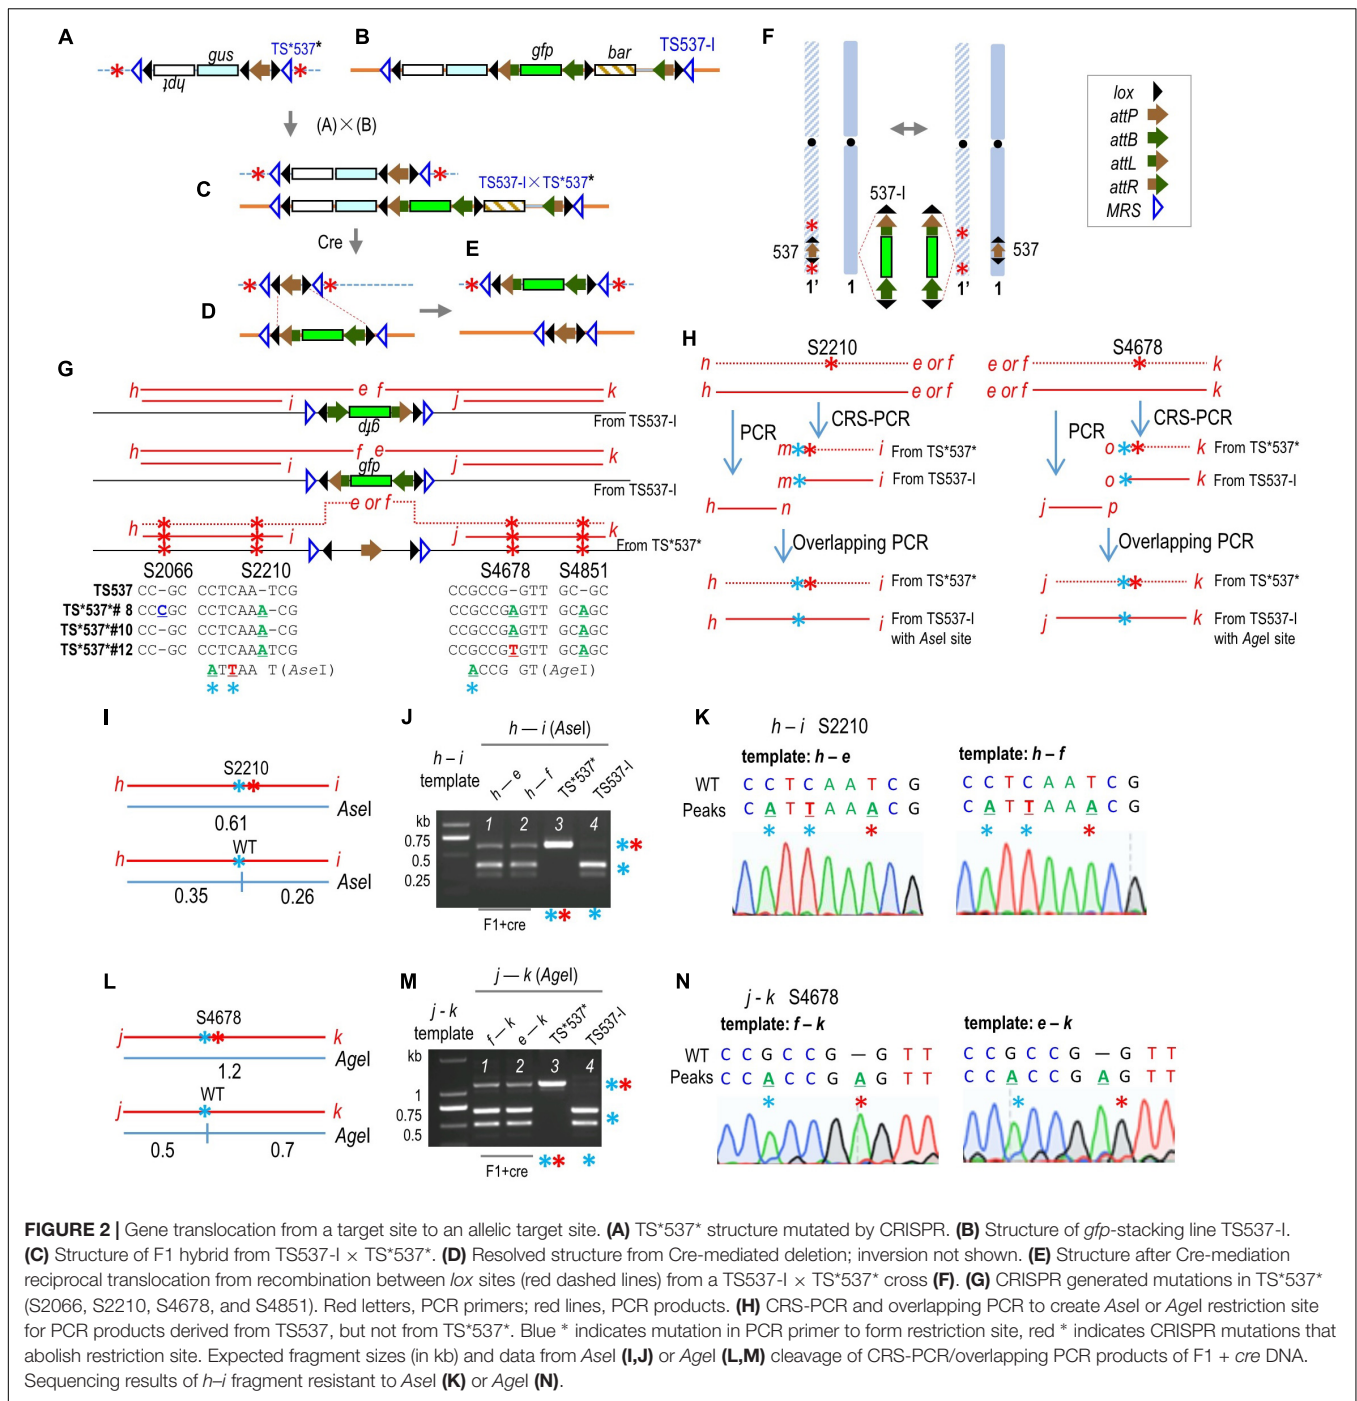 A
gus
TS*537*
hpt
B
gfp
bar
TS537-I
(A)×(B)
C
TS537-I×TS*537*
Cre
D
E
F
537-I
537
537
1'
1
1'
1
lox
attP
attB
attL
attR
MRS
G
h
e f
k
i
j
gfp
From TS537-I
h
f e
k
i
j
gfp
From TS537-I
e or f
h
i
j
k
From TS*537*
S2066 S2210 S4678 S4851
TS537 CC-GC CCTCAA-TCG CCGCCG-GTT GC-GC
TS*537*# 8 CCCGC CCTCAAA-CG CCGCCGAGTT GCAGC
TS*537*#10 CC-GC CCTCAAA-CG CCGCCGAGTT GCAGC
TS*537*#12 CC-GC CCTCAAA-CG CCGCCGTGTT GCAGC
ATTAA T(AseI) ACCG GT(AgeI)
* * *
H
S2210
h
e or f
h
e or f
PCR
CRS-PCR
m ** i From TS*537*
m * i From TS537-I
h n
Overlapping PCR
h ** i From TS*537*
h * i From TS537-I
with AseI site
S4678
e or f
k
e or f
k
PCR
CRS-PCR
o ** k From TS*537*
o * k From TS537-I
j p
Overlapping PCR
j ** k From TS*537*
j * k From TS537-I
with AgeI site
I
S2210
h ** i
AseI
0.61
WT
h * i
AseI
0.35 0.26
J
h — i (AseI)
h – i
template
h — e
h — f
TS*537*
TS537-I
kb
1 2 3 4
0.75
0.5
0.25
**
*
F1+cre ** *
K
h – i S2210
template: h – e
WT C C T C A A T C G
Peaks C A T T A A A C G
* * *
template: h – f
C C T C A A T C G
C A T T A A A C G
* * *
L
S4678
j ** k
AgeI
1.2
WT
j * k
AgeI
0.5 0.7
M
j — k (AgeI)
j - k
template
f — k
e — k
TS*537*
TS537-I
kb
1 2 3 4
1
0.75
0.5
**
*
F1+cre ** *
N
j - k S4678
template: f – k
WT C C G C C G – G T T
Peaks C C A C C G A G T T
* *
template: e – k
C C G C C G – G T T
C C A C C G A G T T
* *
FIGURE 2 | Gene translocation from a target site to an allelic target site. (A) TS*537* structure mutated by CRISPR. (B) Structure of gfp-stacking line TS537-I.
(C) Structure of F1 hybrid from TS537-I × TS*537*. (D) Resolved structure from Cre-mediated deletion; inversion not shown. (E) Structure after Cre-mediation
reciprocal translocation from recombination between lox sites (red dashed lines) from a TS537-I × TS*537* cross (F). (G) CRISPR generated mutations in TS*537*
(S2066, S2210, S4678, and S4851). Red letters, PCR primers; red lines, PCR products. (H) CRS-PCR and overlapping PCR to create AseI or AgeI restriction site
for PCR products derived from TS537, but not from TS*537*. Blue * indicates mutation in PCR primer to form restriction site, red * indicates CRISPR mutations that
abolish restriction site. Expected fragment sizes (in kb) and data from AseI (I,J) or AgeI (L,M) cleavage of CRS-PCR/overlapping PCR products of F1 + cre DNA.
Sequencing results of h–i fragment resistant to AseI (K) or AgeI (N).